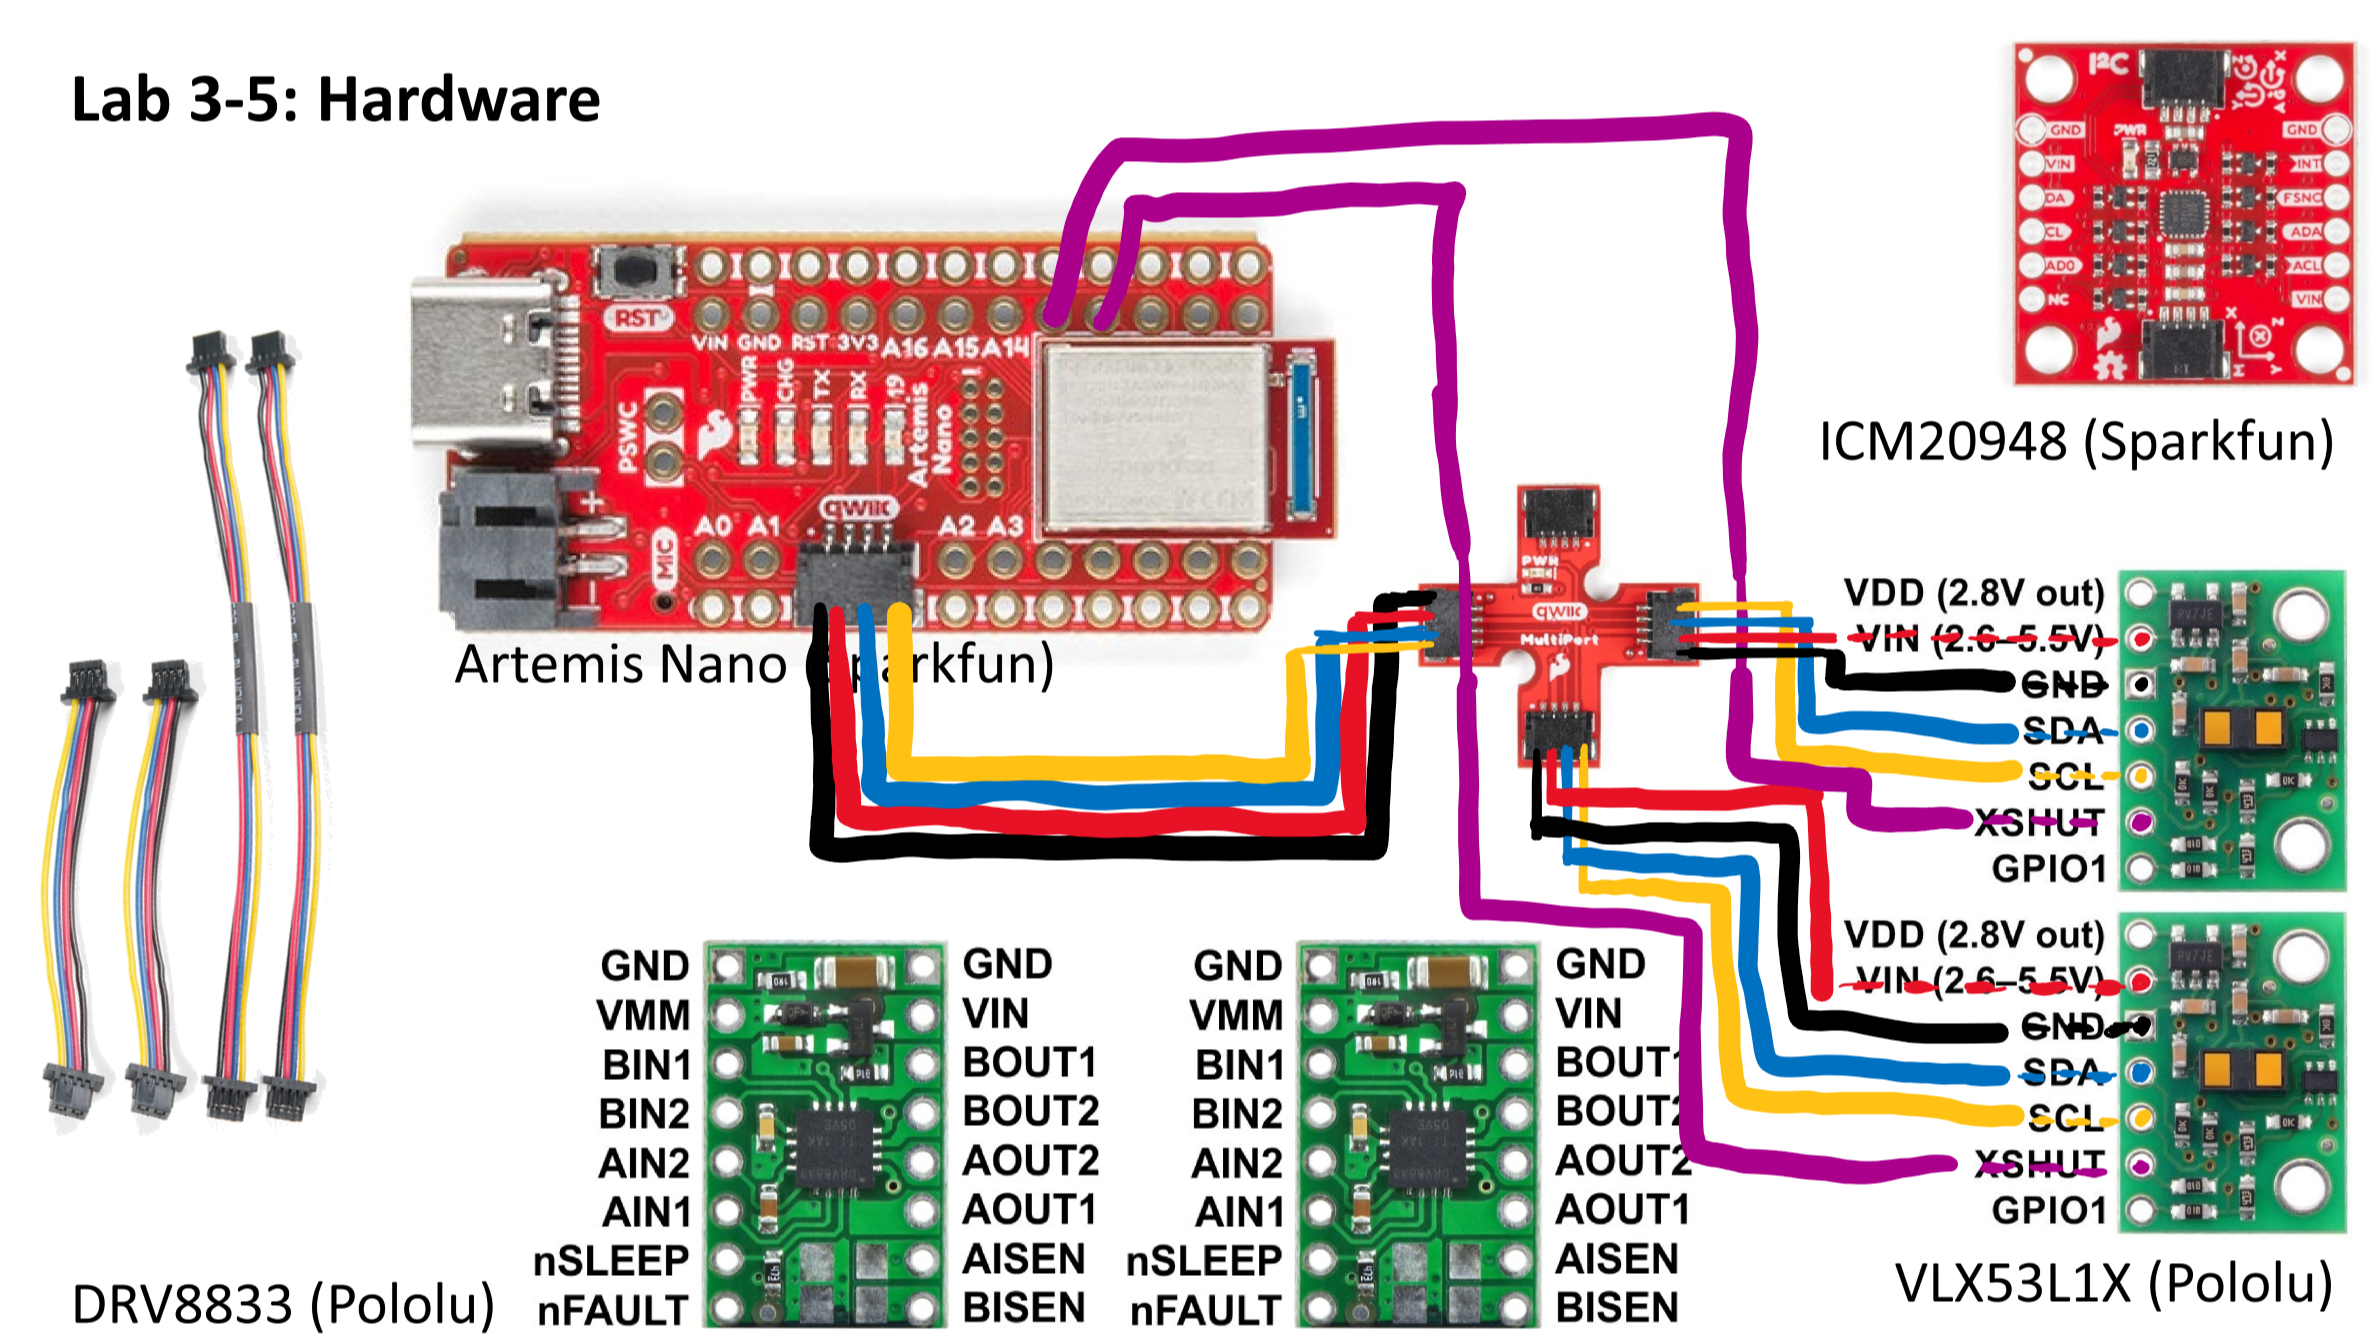 Lab 3-5: Hardware
I²C
GND
VIN
DA
CL
AD0
NC
PWR
GND
INT
FSNC
ADA
ACL
VIN
ICM20948 (Sparkfun)
RST
VIN GND RST 3V3 A16 A15 A14
PSWC
PWR
CHG
TX
RX
19
Artemis
Nano
qwiic
A0 A1
A2 A3
MIC
+
-
Artemis Nano (Sparkfun)
PWR
qwiic
MultiPort
VDD (2.8V out)
VIN (2.6–5.5V)
GND
SDA
SCL
XSHUT
GPIO1
VDD (2.8V out)
VIN (2.6–5.5V)
GND
SDA
SCL
XSHUT
GPIO1
VLX53L1X (Pololu)
GND
VMM
BIN1
BIN2
AIN2
AIN1
nSLEEP
nFAULT
GND
VIN
BOUT1
BOUT2
AOUT2
AOUT1
AISEN
BISEN
GND
VMM
BIN1
BIN2
AIN2
AIN1
nSLEEP
nFAULT
GND
VIN
BOUT1
BOUT2
AOUT2
AOUT1
AISEN
BISEN
DRV8833 (Pololu)